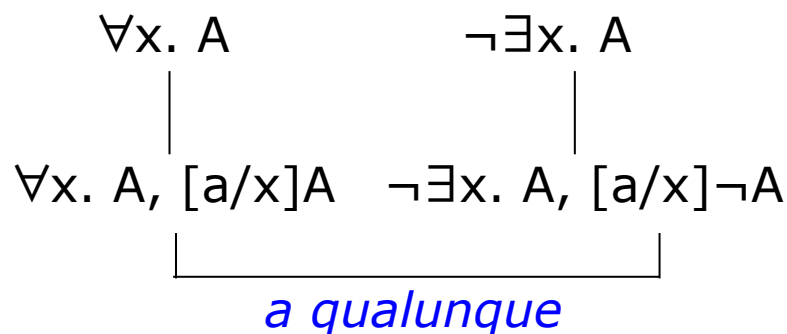 ∀x. A ¬∃x. A
∀x. A, [a/x]A ¬∃x. A, [a/x]¬A
a qualunque